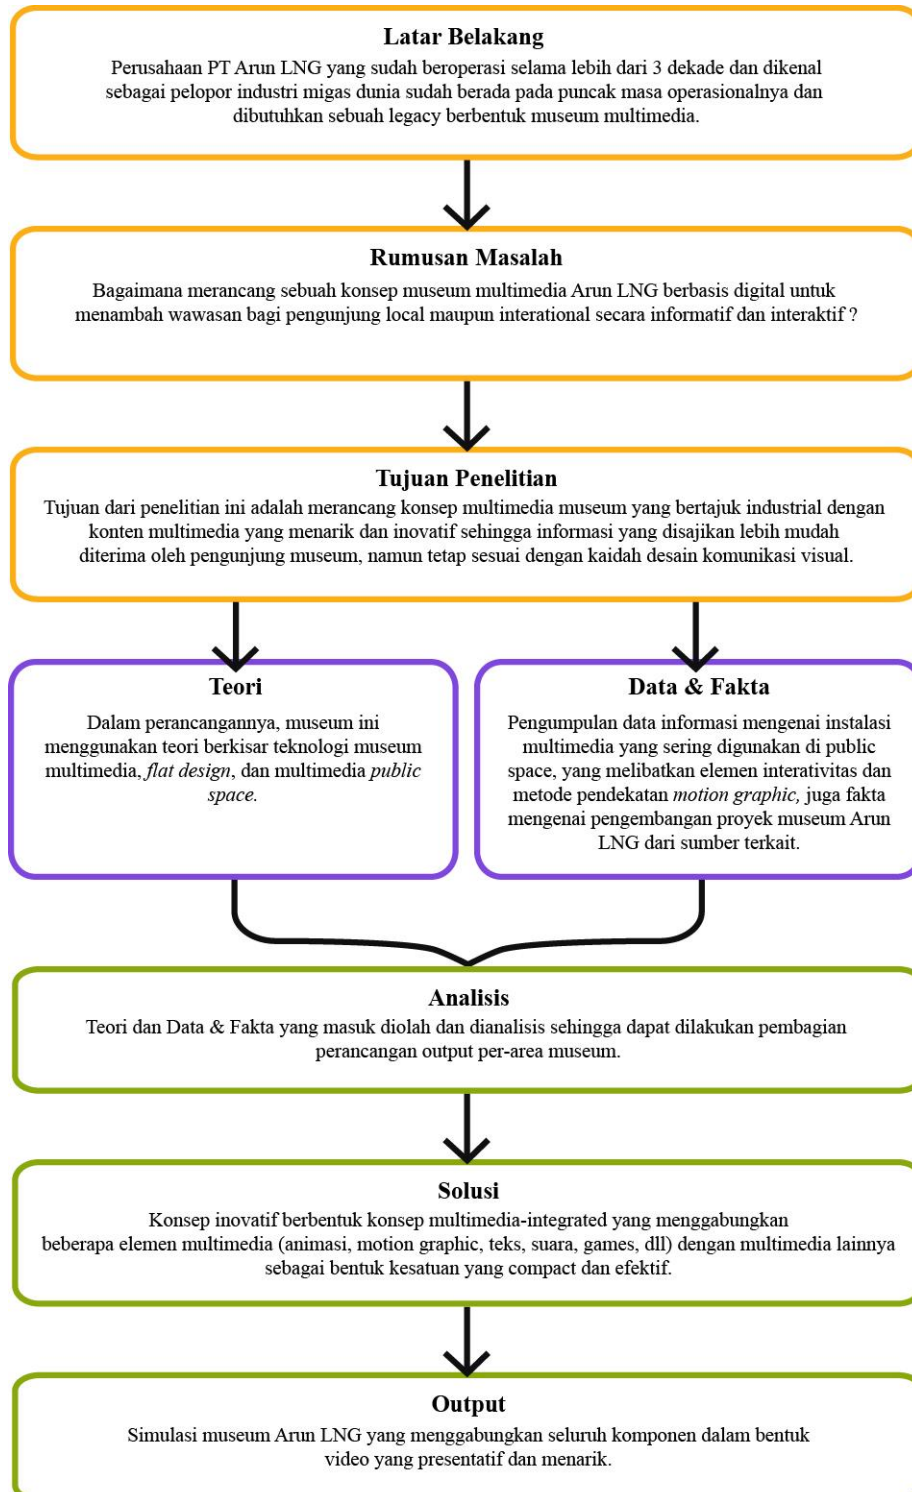 Latar Belakang
Perusahaan PT Arun LNG yang sudah beroperasi selama lebih dari 3 dekade dan dikenal
sebagai pelopor industri migas dunia sudah berada pada puncak masa operasionalnya dan
dibutuhkan sebuah legacy berbentuk museum multimedia.
Rumusan Masalah
Bagaimana merancang sebuah konsep museum multimedia Arun LNG berbasis digital untuk
menambah wawasan bagi pengunjung local maupun interational secara informatif dan interaktif ?
Tujuan Penelitian
Tujuan dari penelitian ini adalah merancang konsep multimedia museum yang bertajuk industrial dengan
konten multimedia yang menarik dan inovatif sehingga informasi yang disajikan lebih mudah
diterima oleh pengunjung museum, namun tetap sesuai dengan kaidah desain komunikasi visual.
Teori
Dalam perancangannya, museum ini
menggunakan teori berkisar teknologi museum
multimedia, flat design, dan multimedia public
space.
Data & Fakta
Pengumpulan data informasi mengenai instalasi
multimedia yang sering digunakan di public
space, yang melibatkan elemen interativitas dan
metode pendekatan motion graphic, juga fakta
mengenai pengembangan proyek museum Arun
LNG dari sumber terkait.
Analisis
Teori dan Data & Fakta yang masuk diolah dan dianalisis sehingga dapat dilakukan pembagian
perancangan output per-area museum.
Solusi
Konsep inovatif berbentuk konsep multimedia-integrated yang menggabungkan
beberapa elemen multimedia (animasi, motion graphic, teks, suara, games, dll) dengan multimedia lainnya
sebagai bentuk kesatuan yang compact dan efektif.
Output
Simulasi museum Arun LNG yang menggabungkan seluruh komponen dalam bentuk
video yang presentatif dan menarik.